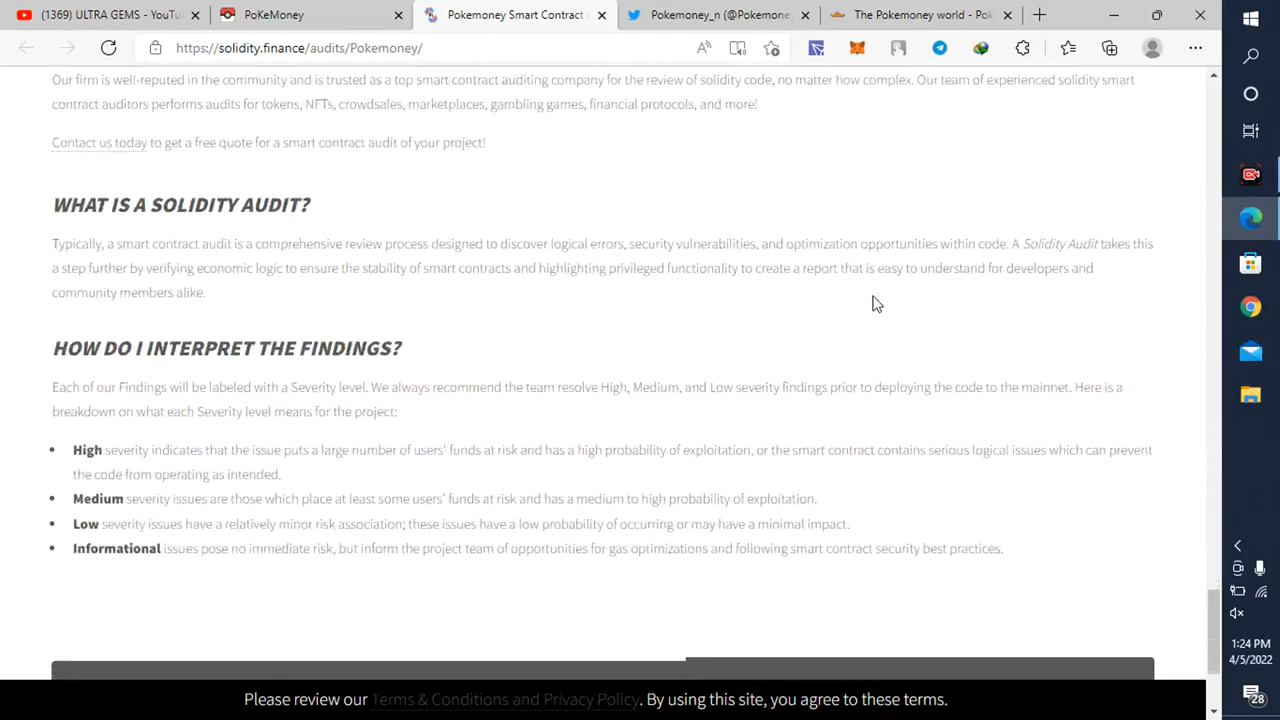 (1369) ULTRA GEMS - YouTu
PoKeMoney
Pokemoney Smart Contract
Pokemoney_n (@Pokemone
The Pokemoney world - Pok
https://solidity.finance/audits/Pokemoney/
Our firm is well-reputed in the community and is trusted as a top smart contract auditing company for the review of solidity code, no matter how complex. Our team of experienced solidity smart
contract auditors performs audits for tokens, NFTs, crowdsales, marketplaces, gambling games, financial protocols, and more!
Contact us today to get a free quote for a smart contract audit of your project!
WHAT IS A SOLIDITY AUDIT?
Typically, a smart contract audit is a comprehensive review process designed to discover logical errors, security vulnerabilities, and optimization opportunities within code. A Solidity Audit takes this
a step further by verifying economic logic to ensure the stability of smart contracts and highlighting privileged functionality to create a report that is easy to understand for developers and
community members alike.
HOW DO I INTERPRET THE FINDINGS?
Each of our Findings will be labeled with a Severity level. We always recommend the team resolve High, Medium, and Low severity findings prior to deploying the code to the mainnet. Here is a
breakdown on what each Severity level means for the project:
• High severity indicates that the issue puts a large number of users' funds at risk and has a high probability of exploitation, or the smart contract contains serious logical issues which can prevent
the code from operating as intended.
• Medium severity issues are those which place at least some users' funds at risk and has a medium to high probability of exploitation.
• Low severity issues have a relatively minor risk association; these issues have a low probability of occurring or may have a minimal impact.
• Informational issues pose no immediate risk, but inform the project team of opportunities for gas optimizations and following smart contract security best practices.
Please review our Terms & Conditions and Privacy Policy. By using this site, you agree to these terms.
1:24 PM
4/5/2022
28